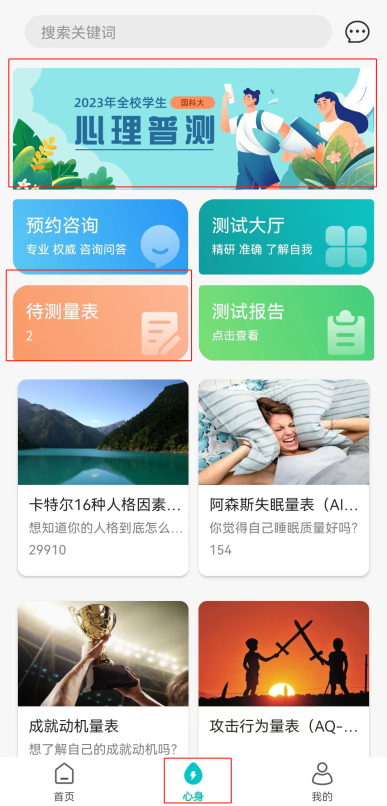 搜索关键词
2023年全校学生 国科大
心理普测
预约咨询
专业 权威 咨询问答
测试大厅
精研 准确 了解自我
待测量表
2
测试报告
点击查看
卡特尔16种人格因素...
想知道你的人格到底怎么...
29910
阿森斯失眠量表（AI...
你觉得自己睡眠质量好吗?
154
成就动机量表
想了解自己的成就动机吗?
攻击行为量表（AQ-...
首页
心身
我的